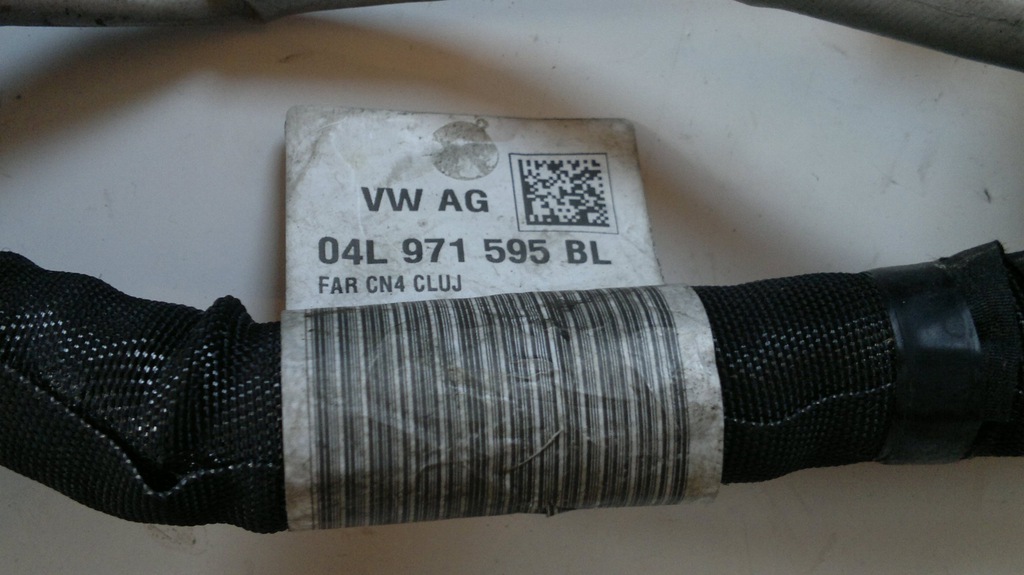 VW AG
04L 971 595 BL
FAR CN4 CLUJ